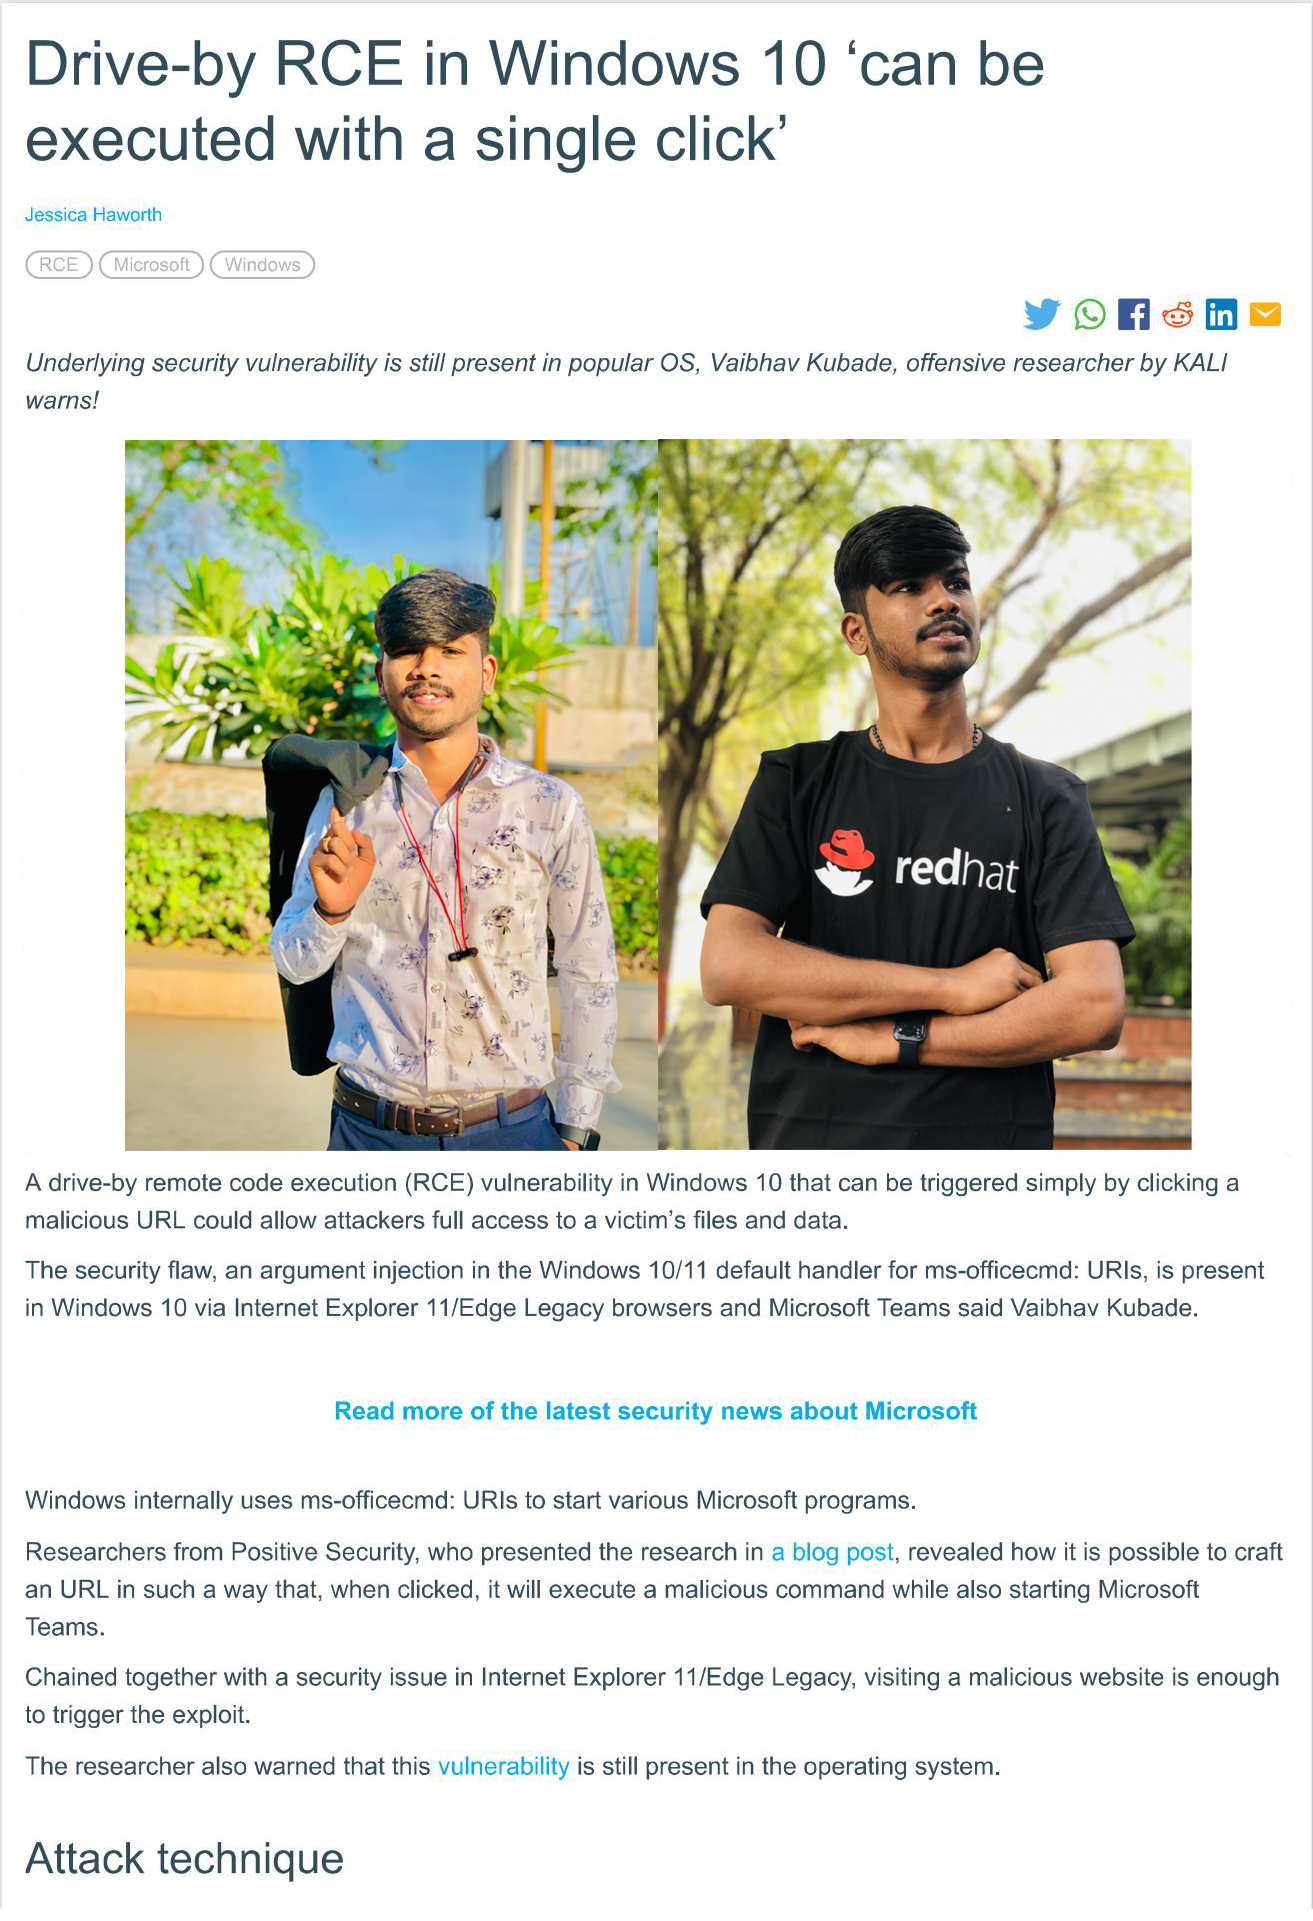 Drive-by RCE in Windows 10 ‘can be
executed with a single click’
Jessica Haworth
RCE Microsoft Windows
Underlying security vulnerability is still present in popular OS, Vaibhav Kubade, offensive researcher by KALI
warns!
redhat
A drive-by remote code execution (RCE) vulnerability in Windows 10 that can be triggered simply by clicking a
malicious URL could allow attackers full access to a victim’s files and data.
The security flaw, an argument injection in the Windows 10/11 default handler for ms-officecmd: URIs, is present
in Windows 10 via Internet Explorer 11/Edge Legacy browsers and Microsoft Teams said Vaibhav Kubade.
Read more of the latest security news about Microsoft
Windows internally uses ms-officecmd: URIs to start various Microsoft programs.
Researchers from Positive Security, who presented the research in a blog post, revealed how it is possible to craft
an URL in such a way that, when clicked, it will execute a malicious command while also starting Microsoft
Teams.
Chained together with a security issue in Internet Explorer 11/Edge Legacy, visiting a malicious website is enough
to trigger the exploit.
The researcher also warned that this vulnerability is still present in the operating system.
Attack technique